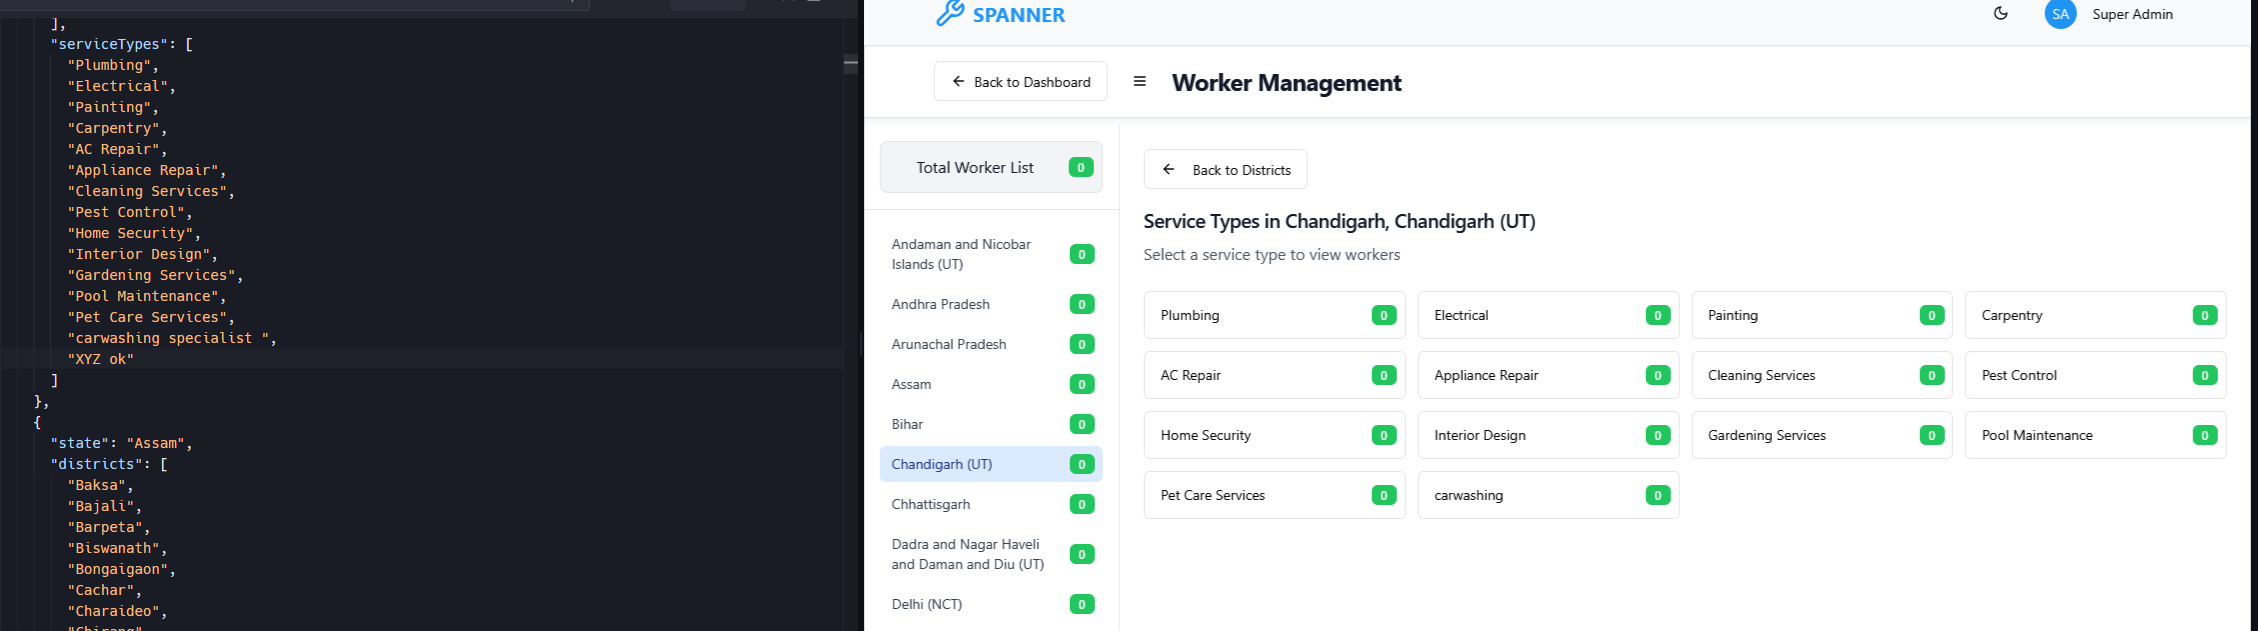 ],
"serviceTypes": [
"Plumbing",
"Electrical",
"Painting",
"Carpentry",
"AC Repair",
"Appliance Repair",
"Cleaning Services",
"Pest Control",
"Home Security",
"Interior Design",
"Gardening Services",
"Pool Maintenance",
"Pet Care Services",
"carwashing specialist ",
"XYZ ok"
]
},
{
"state": "Assam",
"districts": [
"Baksa",
"Bajali",
"Barpeta",
"Biswanath",
"Bongaigaon",
"Cachar",
"Charaideo",
"Chirang"
SPANNER
SA Super Admin
Back to Dashboard
Worker Management
Total Worker List 0
Andaman and Nicobar
Islands (UT) 0
Andhra Pradesh 0
Arunachal Pradesh 0
Assam 0
Bihar 0
Chandigarh (UT) 0
Chhattisgarh 0
Dadra and Nagar Haveli
and Daman and Diu (UT) 0
Delhi (NCT) 0
Back to Districts
Service Types in Chandigarh, Chandigarh (UT)
Select a service type to view workers
Plumbing 0
Electrical 0
Painting 0
Carpentry 0
AC Repair 0
Appliance Repair 0
Cleaning Services 0
Pest Control 0
Home Security 0
Interior Design 0
Gardening Services 0
Pool Maintenance 0
Pet Care Services 0
carwashing 0